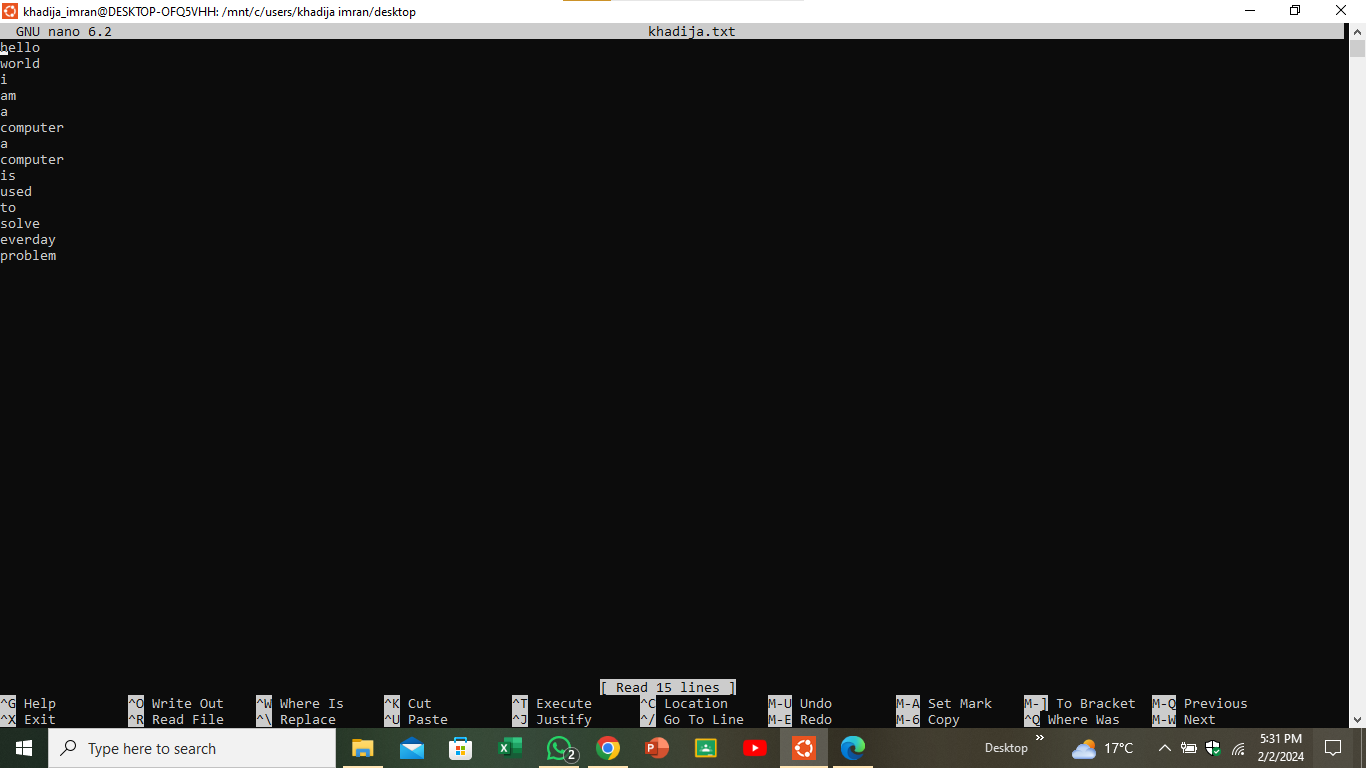 khadija_imran@DESKTOP-OFQ5VHH: /mnt/c/users/khadija imran/desktop
GNU nano 6.2 khadija.txt
hello
world
i
am
a
computer
a
computer
is
used
to
solve
everday
problem
[ Read 15 lines ]
^G Help ^O Write Out ^W Where Is ^K Cut ^T Execute ^C Location M-U Undo M-A Set Mark M-] To Bracket M-Q Previous
^X Exit ^R Read File ^\ Replace ^U Paste ^J Justify ^/ Go To Line M-E Redo M-6 Copy ^Q Where Was M-W Next
Type here to search 2 Desktop » 17°C 5:31 PM
2/2/2024